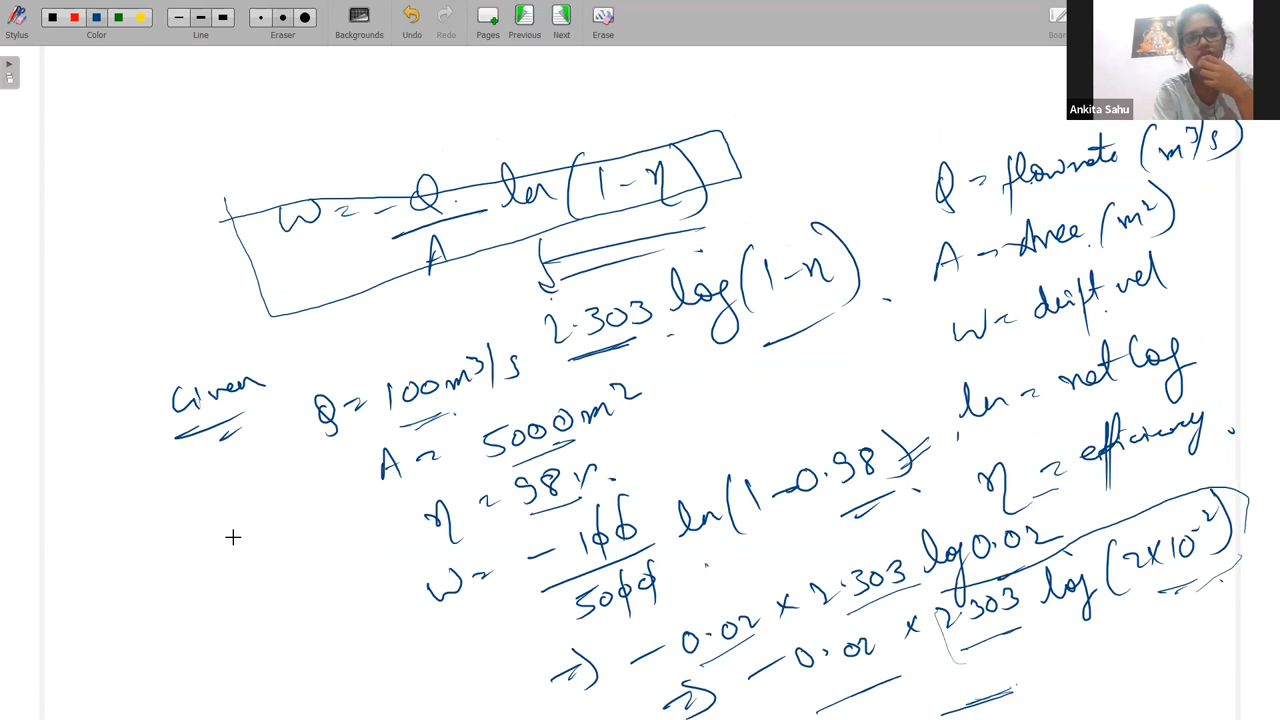 Stylus
Color
Line
Eraser
Backgrounds
Undo
Redo
Pages
Previous
Next
Erase
Boar
Ankita Sahu
W = - Q/A . ln (1 - η)
2.303 log (1 - η)
Q = flowrate (m³/s)
A = Area (m²)
W = drift vel
ln = nat log
η = efficiency
Given
Q = 100 m³/s
A = 5000 m²
η = 98 %.
W = - 100/5000 . ln (1 - 0.98)
⇒ - 0.02 × 2.303 log 0.02
⇒ - 0.02 × 2.303 log (2 × 10⁻²)